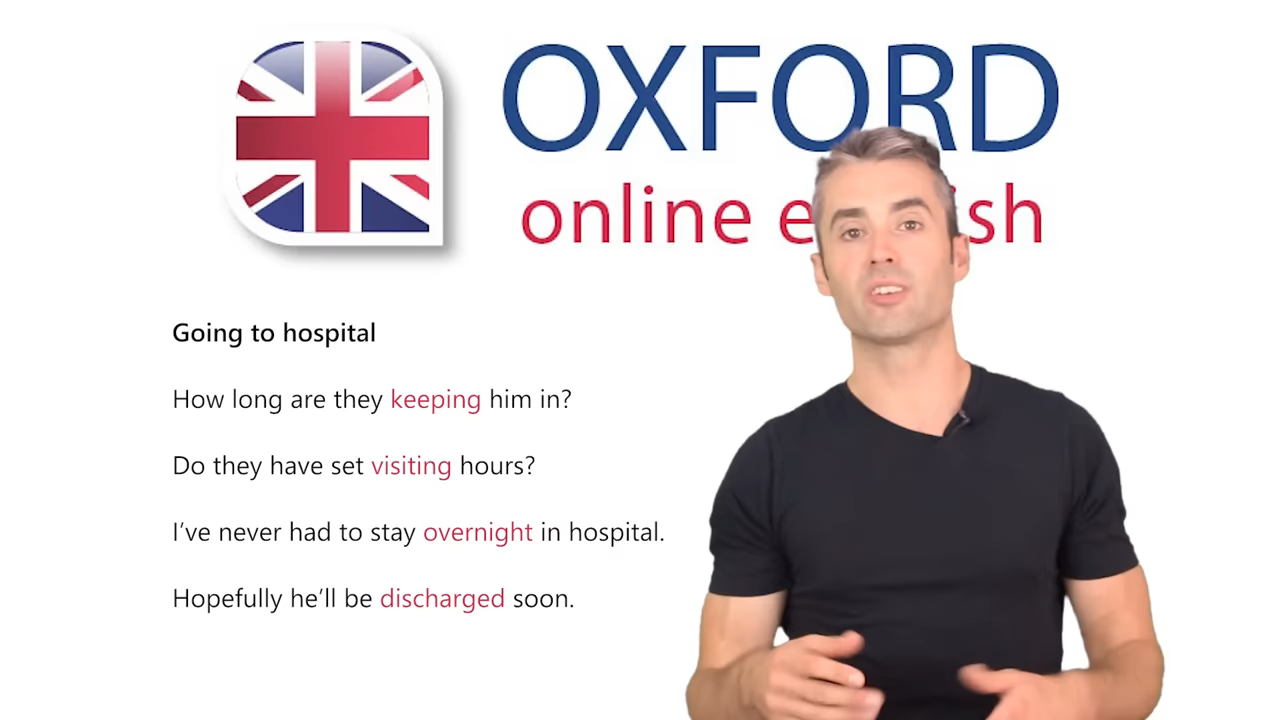 OXFORD
online e sh
Going to hospital
How long are they keeping him in?
Do they have set visiting hours?
I've never had to stay overnight in hospital.
Hopefully he'll be discharged soon.